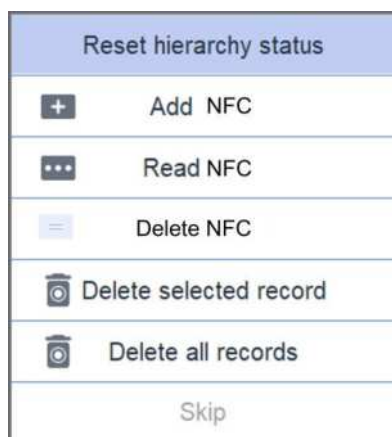 Reset hierarchy status
Add NFC
Read NFC
Delete NFC
Delete selected record
Delete all records
Skip